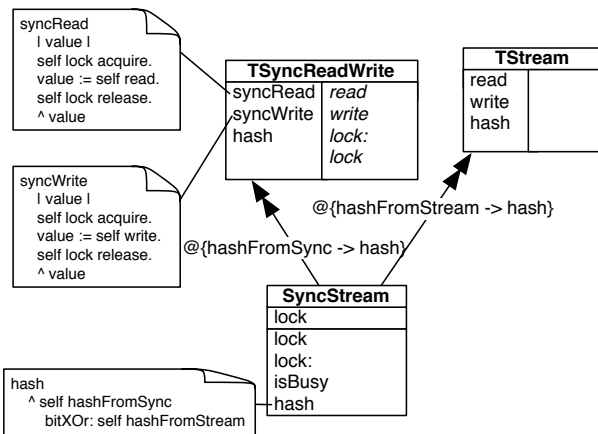 syncRead
| value |
self lock acquire.
value := self read.
self lock release.
^ value
syncWrite
| value |
self lock acquire.
value := self write.
self lock release.
^ value
TSyncReadWrite
syncRead read
syncWrite write
hash lock:
lock
TStream
read
write
hash
@{hashFromStream -> hash}
@{hashFromSync -> hash}
SyncStream
lock
lock
lock:
isBusy
hash
hash
^ self hashFromSync
bitXOr: self hashFromStream